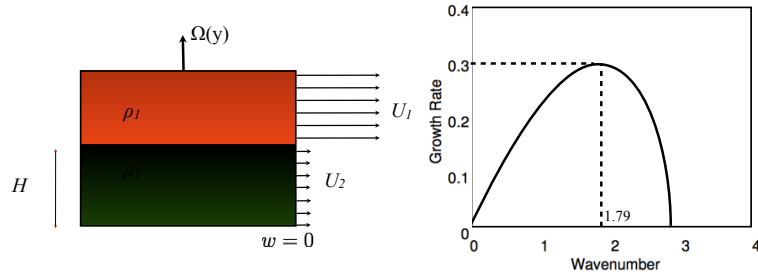 Ω(y)
ρ1
U1
H
ρ2
U2
w = 0
0.4
0.3
0.2
0.1
0
Growth Rate
1.79
0 1 2 3 4
Wavenumber